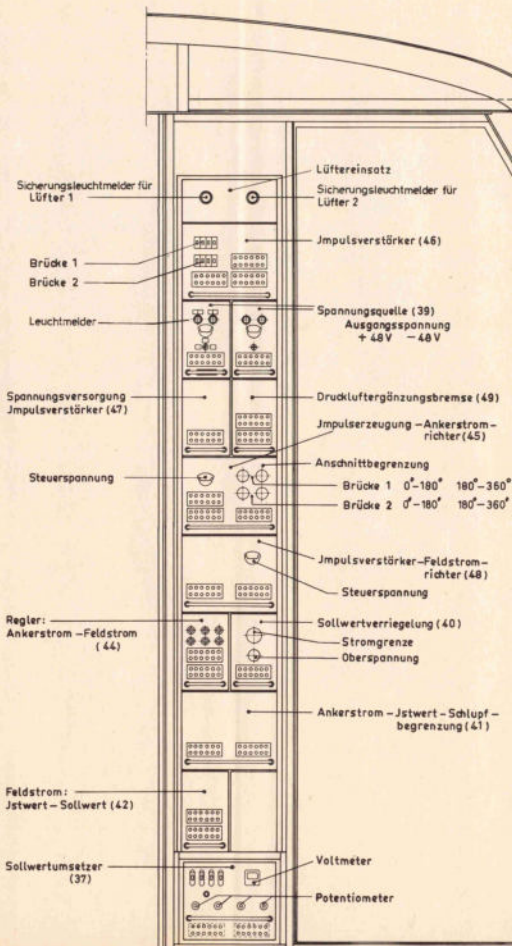 Lüftereinsatz
Sicherungsleuchtmelder für
Lüfter 1
Sicherungsleuchtmelder für
Lüfter 2
Jmpulsverstärker (46)
Brücke 1
Brücke 2
Leuchtmelder
Spannungsquelle (39)
Ausgangsspannung
+ 48 V - 48 V
Spannungsversorgung
Jmpulsverstärker (47)
Druckluftergänzungsbremse (49)
Jmpulserzeugung - Ankerstrom-
richter (45)
Steuerspannung
Anschnittbegrenzung
Brücke 1 0°-180° 180°-360°
Brücke 2 0°-180° 180°-360°
Jmpulsverstärker-Feldstrom-
richter (48)
Steuerspannung
Regler:
Ankerstrom - Feldstrom
(44)
Sollwertverriegelung (40)
Stromgrenze
Oberspannung
Ankerstrom - Jstwert - Schlupf-
begrenzung (41)
Feldstrom:
Jstwert - Sollwert (42)
Sollwertumsetzer
(37)
Voltmeter
Potentiometer